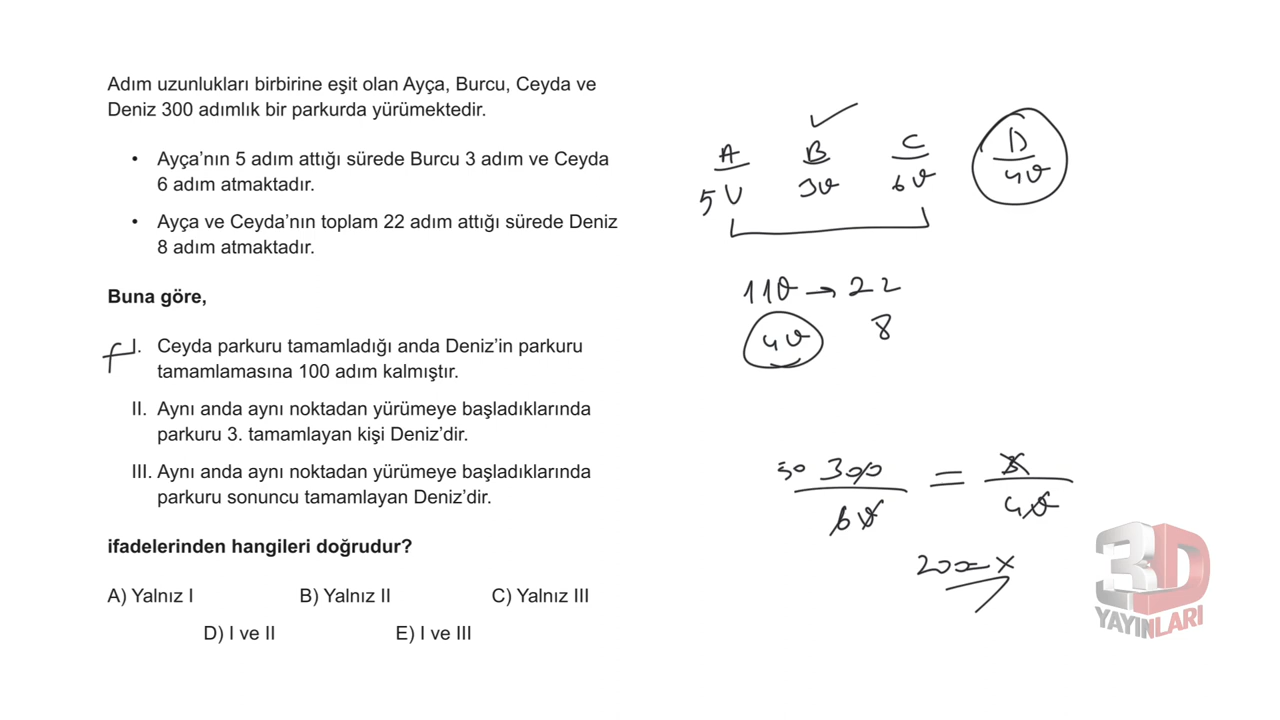 Adım uzunlukları birbirine eşit olan Ayça, Burcu, Ceyda ve
Deniz 300 adımlık bir parkurda yürümektedir.
• Ayça'nın 5 adım attığı sürede Burcu 3 adım ve Ceyda
6 adım atmaktadır.
• Ayça ve Ceyda'nın toplam 22 adım attığı sürede Deniz
8 adım atmaktadır.
Buna göre,
I. Ceyda parkuru tamamladığı anda Deniz'in parkuru
tamamlamasına 100 adım kalmıştır.
II. Aynı anda aynı noktadan yürümeye başladıklarında
parkuru 3. tamamlayan kişi Deniz'dir.
III. Aynı anda aynı noktadan yürümeye başladıklarında
parkuru sonuncu tamamlayan Deniz'dir.
ifadelerinden hangileri doğrudur?
A) Yalnız I B) Yalnız II C) Yalnız III
D) I ve II E) I ve III
A B C D
5V 3V 6V 4V
11V → 22
4V 8
50 300 = x
6V 4V
200 = x
3D
YAYINLARI